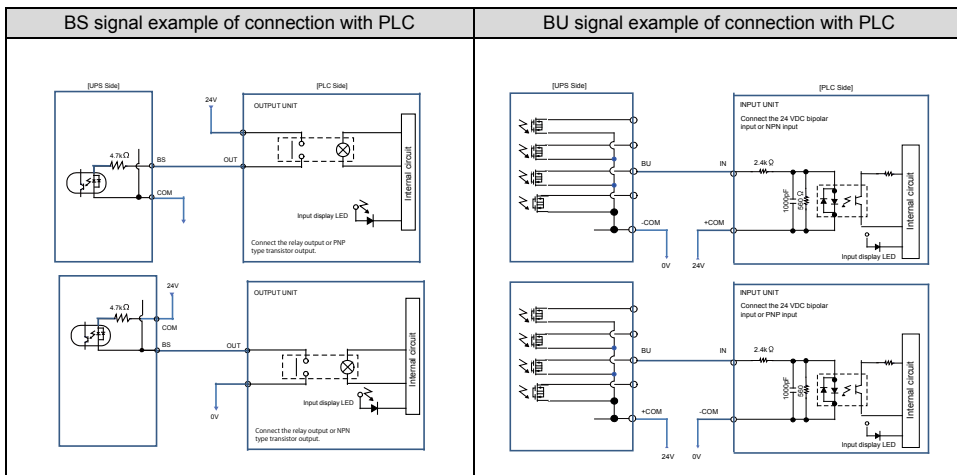 BS signal example of connection with PLC
BU signal example of connection with PLC
[UPS Side]
[PLC Side]
24V
OUTPUT UNIT
4.7kΩ
BS
OUT
COM
Internal circuit
Input display LED
Connect the relay output or PNP
type transistor output.
24V
OUTPUT UNIT
4.7kΩ
COM
BS
OUT
Internal circuit
Input display LED
0V
Connect the relay output or NPN
type transistor output.
[UPS Side]
[PLC Side]
INPUT UNIT
Connect the 24 VDC bipolar
input or NPN input
BU
IN
2.4kΩ
1000pF
560 Ω
Internal circuit
-COM
+COM
Input display LED
0V
24V
INPUT UNIT
Connect the 24 VDC bipolar
input or PNP input
BU
IN
2.4kΩ
1000pF
560
Internal circuit
+COM
-COM
Input display LED
24V
0V